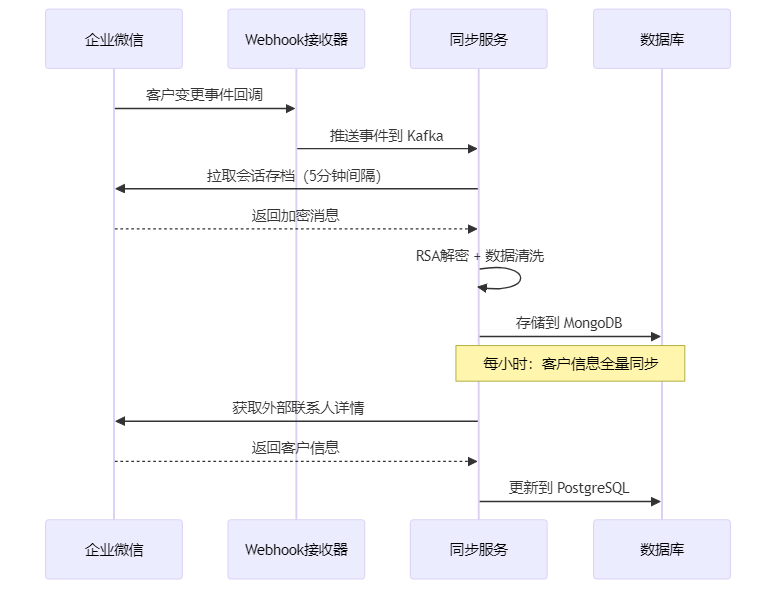 企业微信
Webhook接收器
同步服务
数据库
客户变更事件回调
推送事件到 Kafka
拉取会话存档（5分钟间隔）
返回加密消息
RSA解密 + 数据清洗
存储到 MongoDB
每小时：客户信息全量同步
获取外部联系人详情
返回客户信息
更新到 PostgreSQL
企业微信
Webhook接收器
同步服务
数据库